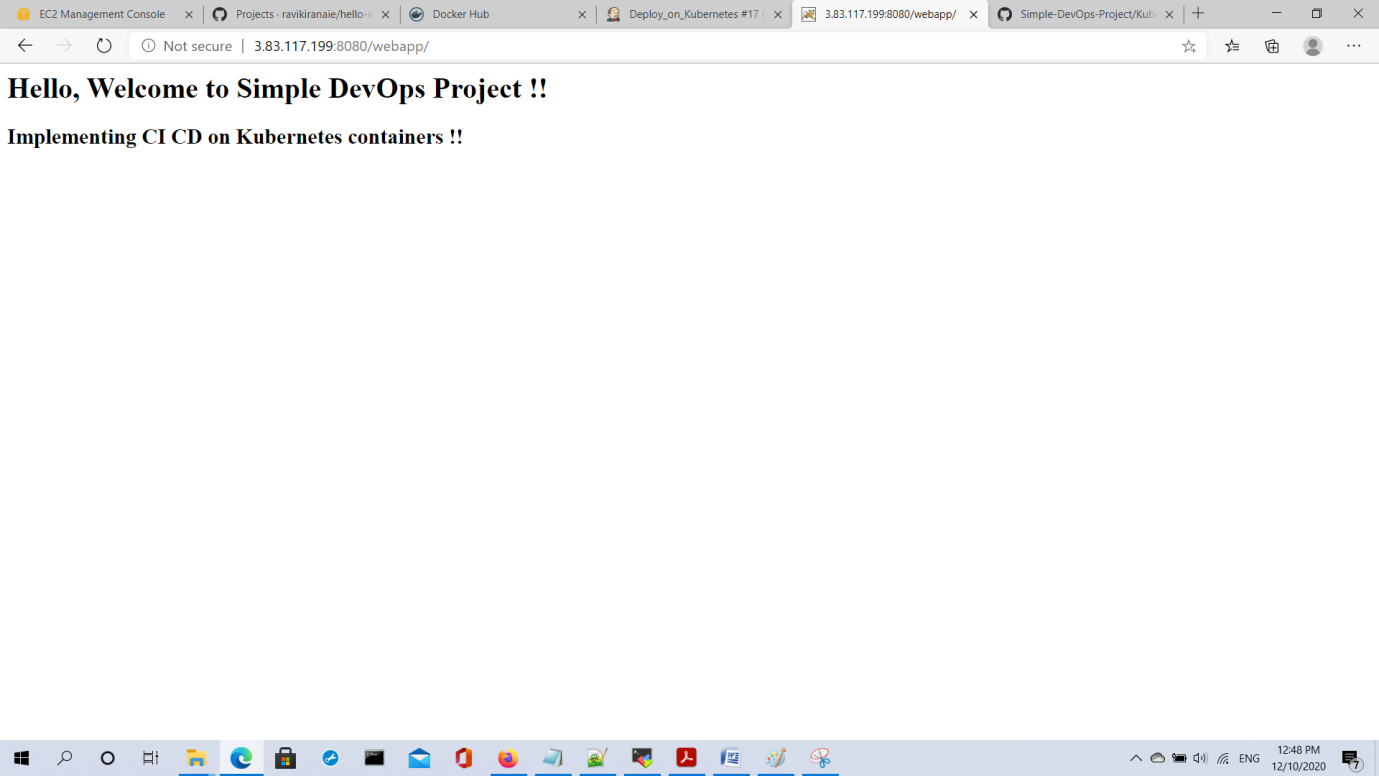 EC2 Management Console
Projects · ravikiranaie/hello-w
Docker Hub
Deploy_on_Kubernetes #17
3.83.117.199:8080/webapp/
Simple-DevOps-Project/Kub
Not secure | 3.83.117.199:8080/webapp/
Hello, Welcome to Simple DevOps Project !!
Implementing CI CD on Kubernetes containers !!
ENG
12:48 PM
12/10/2020
7